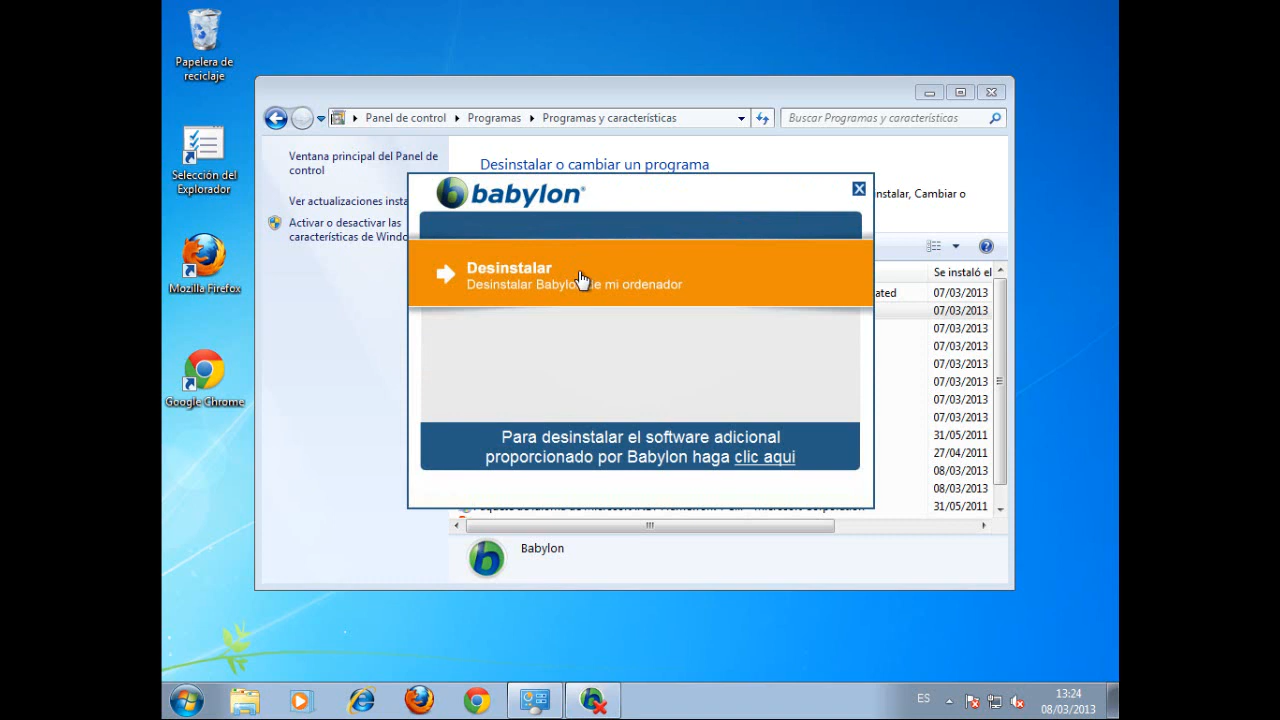 Papelera de
reciclaje
Selección del
Explorador
Mozilla Firefox
Google Chrome
Panel de control
Programas
Programas y características
Buscar Programas y características
Ventana principal del Panel de
control
Ver actualizaciones insta
Activar o desactivar las
características de Windo
Desinstalar o cambiar un programa
nstalar, Cambiar o
babylon
Desinstalar
Desinstalar Babylon de mi ordenador
Para desinstalar el software adicional
proporcionado por Babylon haga clic aqui
Se instaló el
ated
07/03/2013
07/03/2013
07/03/2013
07/03/2013
07/03/2013
07/03/2013
07/03/2013
07/03/2013
31/05/2011
27/04/2011
08/03/2013
08/03/2013
31/05/2011
Babylon
ES
13:24
08/03/2013